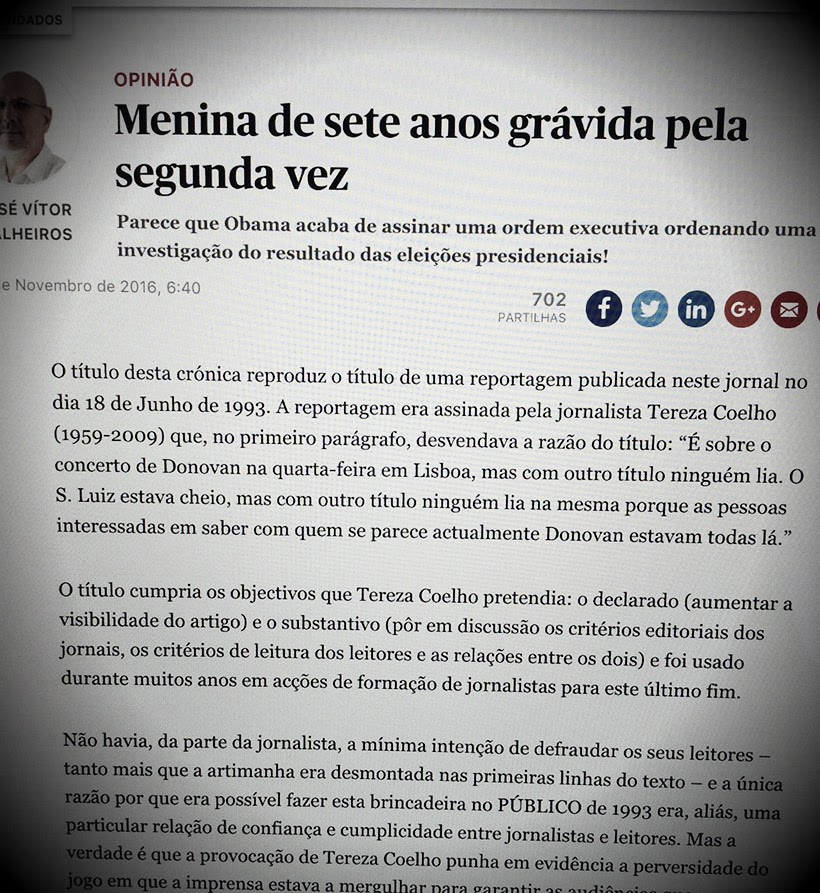 OPINIÃO
Menina de sete anos grávida pela
segunda vez
VÍTOR
Parece que Obama acaba de assinar uma ordem executiva ordenando uma
investigação do resultado das eleições presidenciais!
e Novembro de 2016, 6:40
702
PARTILHAS
f
in
G+
O título desta crónica reproduz o título de uma reportagem publicada neste jornal no
dia 18 de Junho de 1993. A reportagem era assinada pela jornalista Tereza Coelho
(1959-2009) que, no primeiro parágrafo, desvendava a razão do título: “É sobre o
concerto de Donovan na quarta-feira em Lisboa, mas com outro título ninguém lia. O
S. Luiz estava cheio, mas com outro título ninguém lia na mesma porque as pessoas
interessadas em saber com quem se parece actualmente Donovan estavam todas lá.”
O título cumpria os objectivos que Tereza Coelho pretendia: o declarado (aumentar a
visibilidade do artigo) e o substantivo (pôr em discussão os critérios editoriais dos
jornais, os critérios de leitura dos leitores e as relações entre os dois) e foi usado
durante muitos anos em acções de formação de jornalistas para este último fim.
Não havia, da parte da jornalista, a mínima intenção de defraudar os seus leitores –
tanto mais que a artimanha era desmontada nas primeiras linhas do texto – e a única
razão por que era possível fazer esta brincadeira no PÚBLICO de 1993 era, aliás, uma
particular relação de confiança e cumplicidade entre jornalistas e leitores. Mas a
verdade é que a provocação de Tereza Coelho punha em evidência a perversidade do
jogo em que a imprensa estava a mergulhar para garantir as audiências